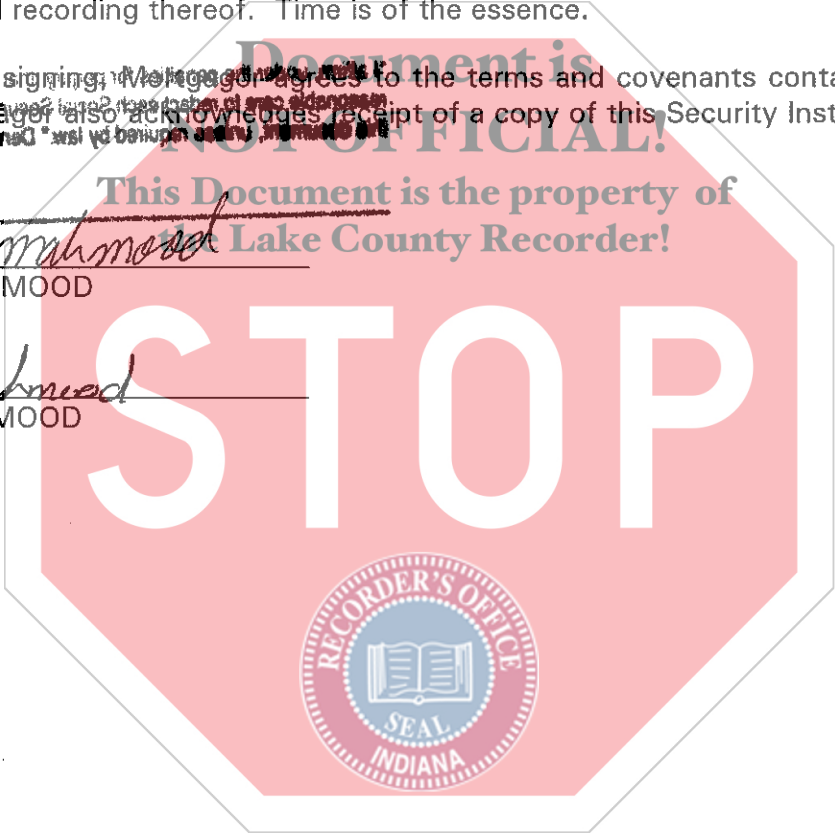 recording thereof. Time is of the essence.
Document is
signing, Mortgagor agrees to the terms and covenants conta
agor also acknowledges receipt of a copy of this Security Inst
NOT OFFICIAL!
This Document is the property of
the Lake County Recorder!
mahmood
MOOD
STOP
hmood
MOOD
RECORDER'S OFFICE
SEAL
INDIANA